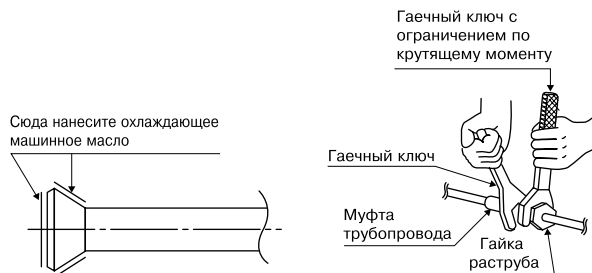 Сюда нанесите охлаждающее
машинное масло
Гаечный ключ с
ограничением по
крутящему моменту
Гаечный ключ
Муфта
трубопровода
Гайка
раструба